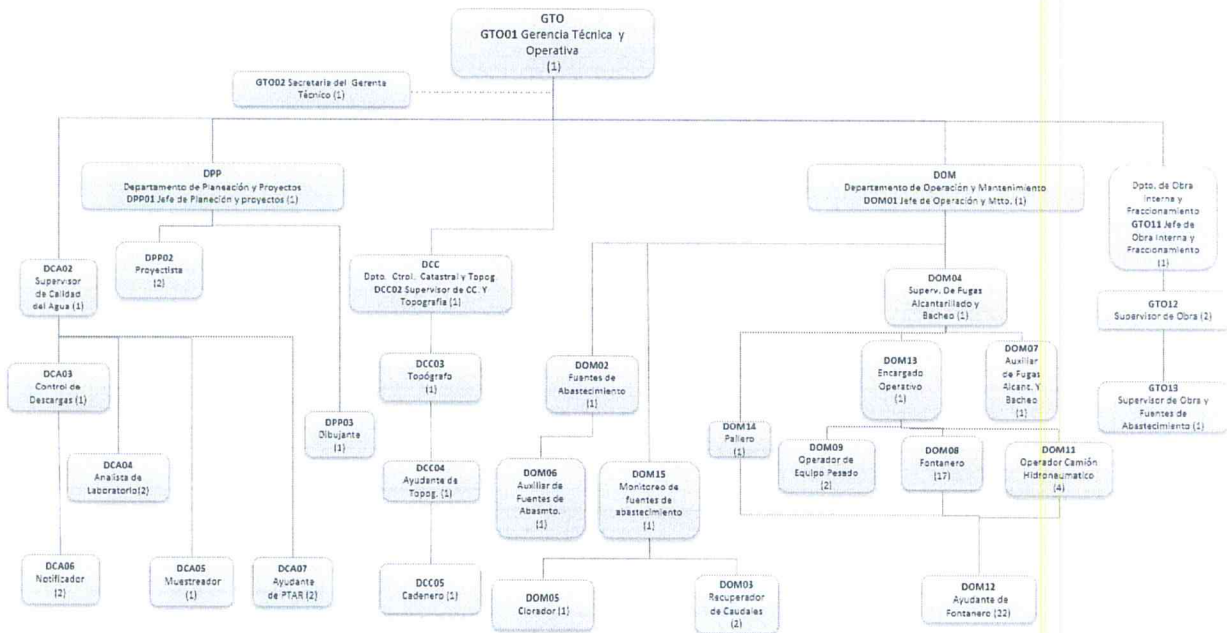 GTO
GTO01 Gerencia Técnica y
Operativa
(1)
GTO02 Secretaria del Gerente
Técnico (1)
DPP
Departamento de Planeación y Proyectos
DPP01 Jefe de Planeción y proyectos (1)
DOM
Departamento de Operación y Mantenimiento
DOM01 Jefe de Operación y Mtto. (1)
Dpto. de Obra
Interna y
Fraccionamiento
GTO11 Jefe de
Obra Interna y
Fraccionamiento
(1)
DCA02
Supervisor
de Calidad
del Agua (1)
DPP02
Proyectista
(2)
DCC
Dpto. Ctrol. Catastral y Topog.
DCC02 Supervisor de CC. Y
Topografía (1)
DOM04
Superv. De Fugas
Alcantarillado y
Bacheo (1)
GTO12
Supervisor de Obra (2)
DCA03
Control de
Descargas (1)
DCC03
Topógrafo
(1)
DOM02
Fuentes de
Abastecimiento
(1)
DOM13
Encargado
Operativo
(1)
DOM07
Auxiliar
de Fugas
Alcant. Y
Bacheo
(1)
GTO13
Supervisor de Obra y
Fuentes de
Abastecimiento (1)
DPP03
Dibujante
(1)
DOM14
Pailero
(1)
DOM09
Operador de
Equipo Pesado
(2)
DOM08
Fontanero
(17)
DOM11
Operador Camión
Hidroneumatico
(4)
DCA04
Analista de
Laboratorio(2)
DCC04
Ayudante de
Topog. (1)
DOM06
Auxiliar de
Fuentes de
Abasmto.
(1)
DOM15
Monitoreo de
fuentes de
abastecimiento
(1)
DCA06
Notificador
(2)
DCA05
Muestreador
(1)
DCA07
Ayudante
de PTAR (2)
DCC05
Cadenero (1)
DOM05
Clorador (1)
DOM03
Recuperador
de Caudales
(2)
DOM12
Ayudante de
Fontanero (22)